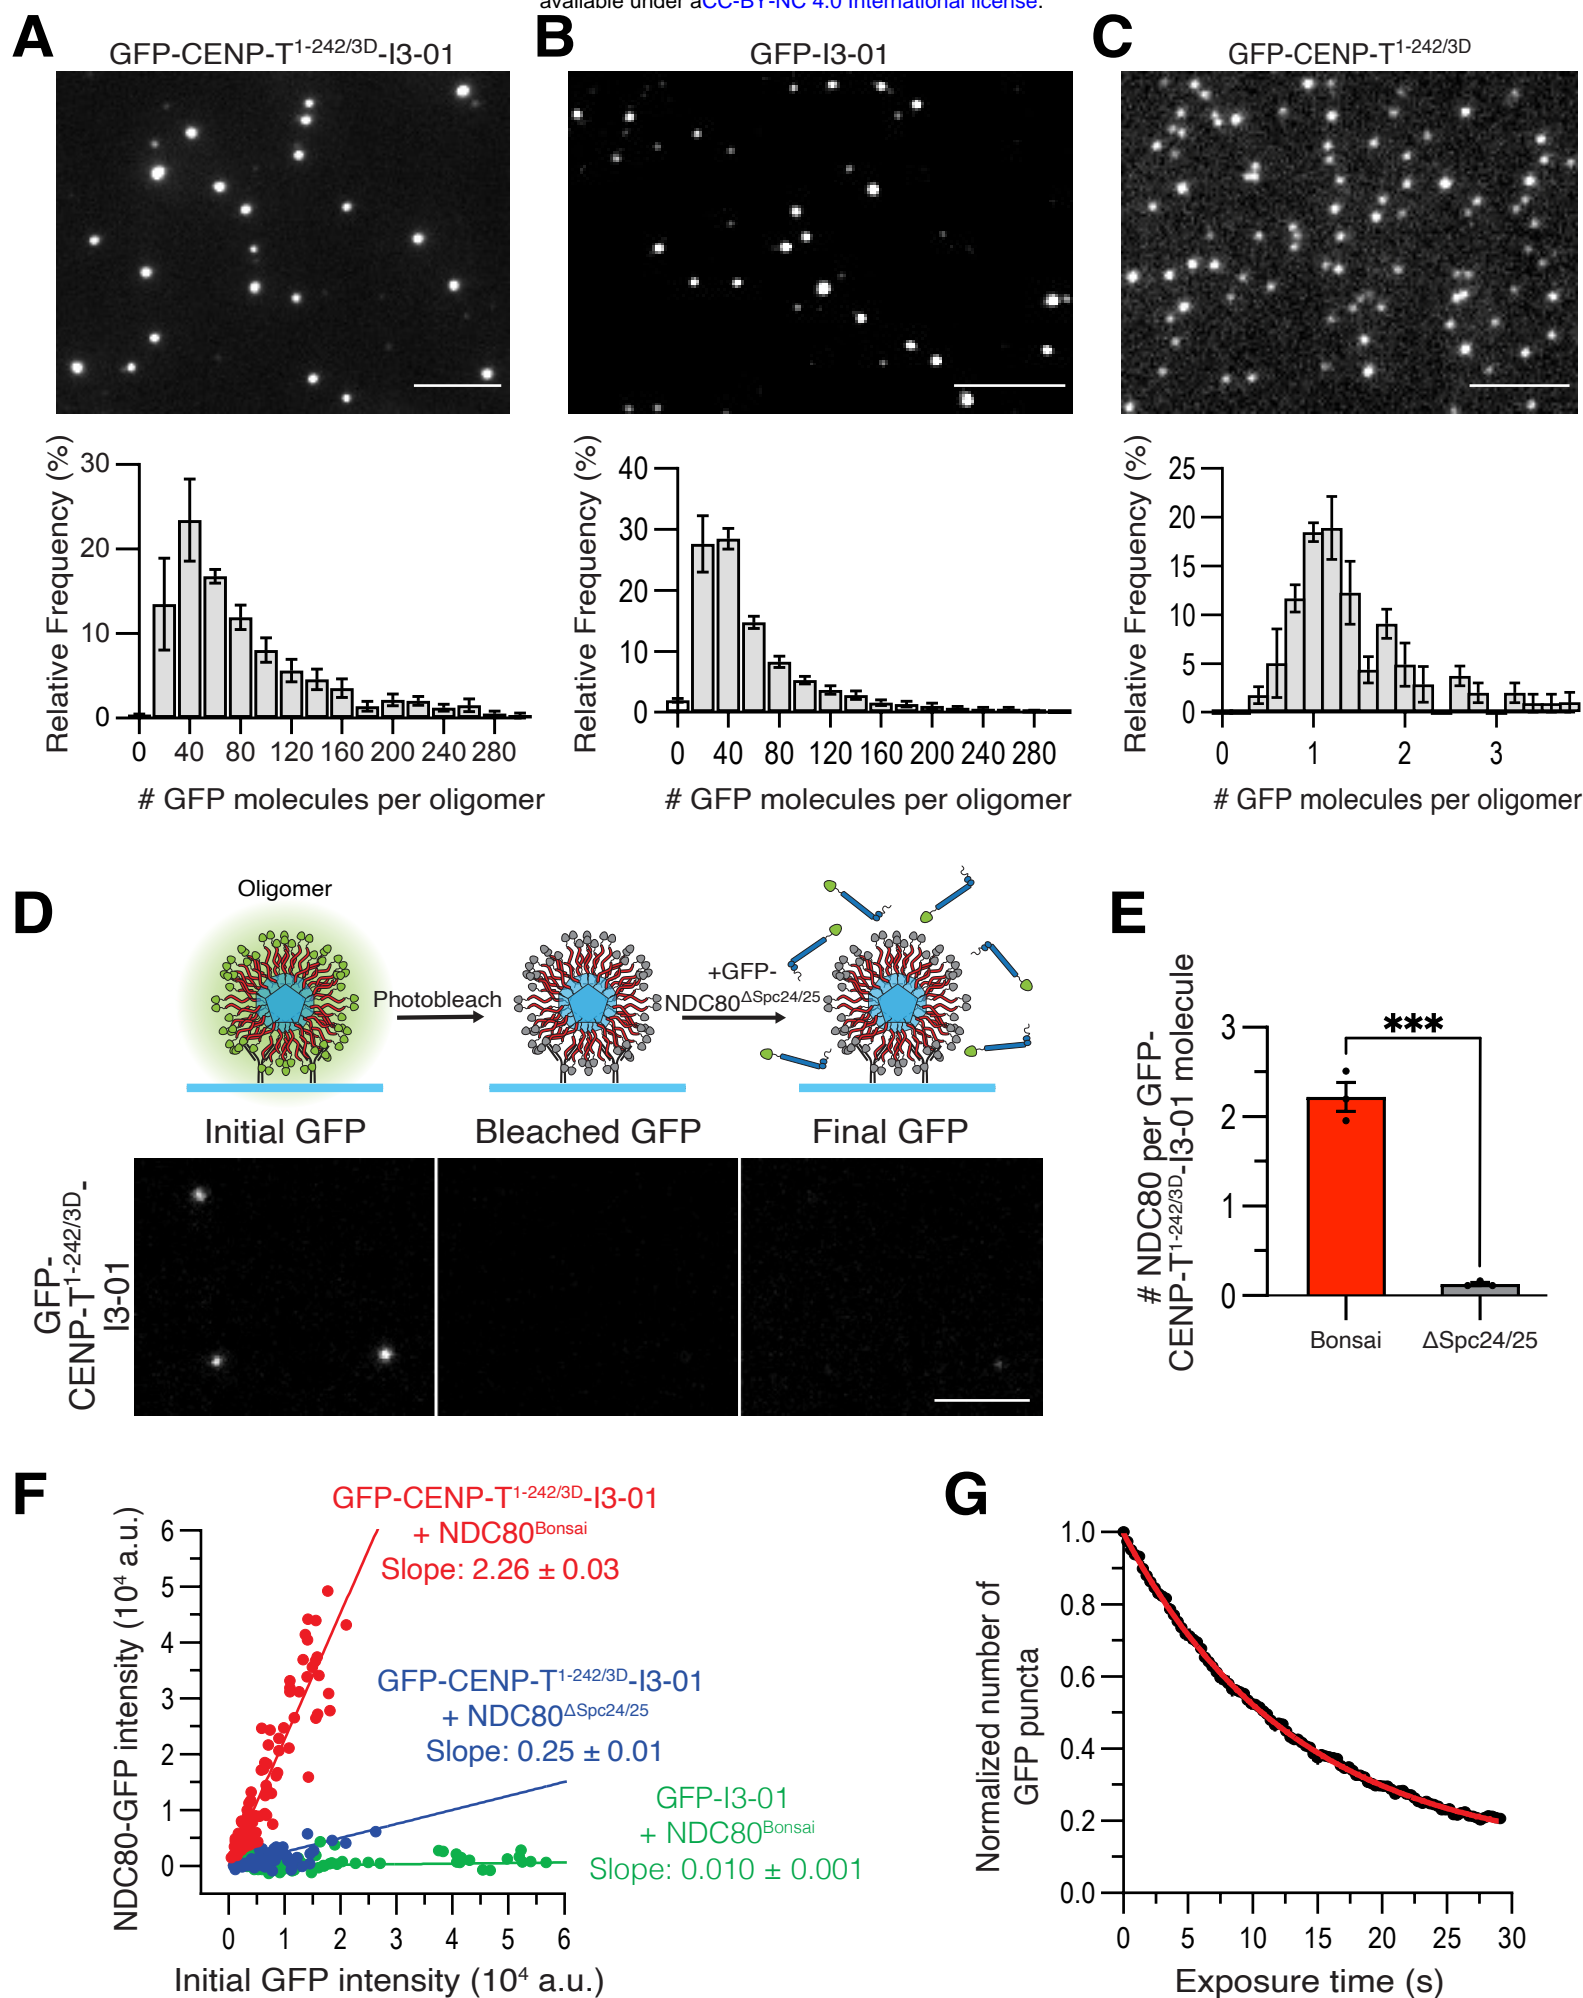 available under aCC-BY-NC 4.0 International license.
A
GFP-CENP-T1-242/3D-I3-01
B
GFP-I3-01
C
GFP-CENP-T1-242/3D
Relative Frequency (%)
30
20
10
0
0 40 80 120 160 200 240 280
# GFP molecules per oligomer
Relative Frequency (%)
40
30
20
10
0
0 40 80 120 160 200 240 280
# GFP molecules per oligomer
Relative Frequency (%)
25
20
15
10
5
0
0 1 2 3
# GFP molecules per oligomer
D
Oligomer
Photobleach
+GFP-
NDC80ΔSpc24/25
Initial GFP
Bleached GFP
Final GFP
GFP-
CENP-T1-242/3D-
I3-01
E
# NDC80 per GFP-
CENP-T1-242/3D-I3-01 molecule
3
2
1
0
***
Bonsai
ΔSpc24/25
F
NDC80-GFP intensity (10⁴ a.u.)
6
5
4
3
2
1
0
GFP-CENP-T1-242/3D-I3-01
+ NDC80Bonsai
Slope: 2.26 ± 0.03
GFP-CENP-T1-242/3D-I3-01
+ NDC80ΔSpc24/25
Slope: 0.25 ± 0.01
GFP-I3-01
+ NDC80Bonsai
Slope: 0.010 ± 0.001
0 1 2 3 4 5 6
Initial GFP intensity (10⁴ a.u.)
G
Normalized number of
GFP puncta
1.0
0.8
0.6
0.4
0.2
0.0
0 5 10 15 20 25 30
Exposure time (s)